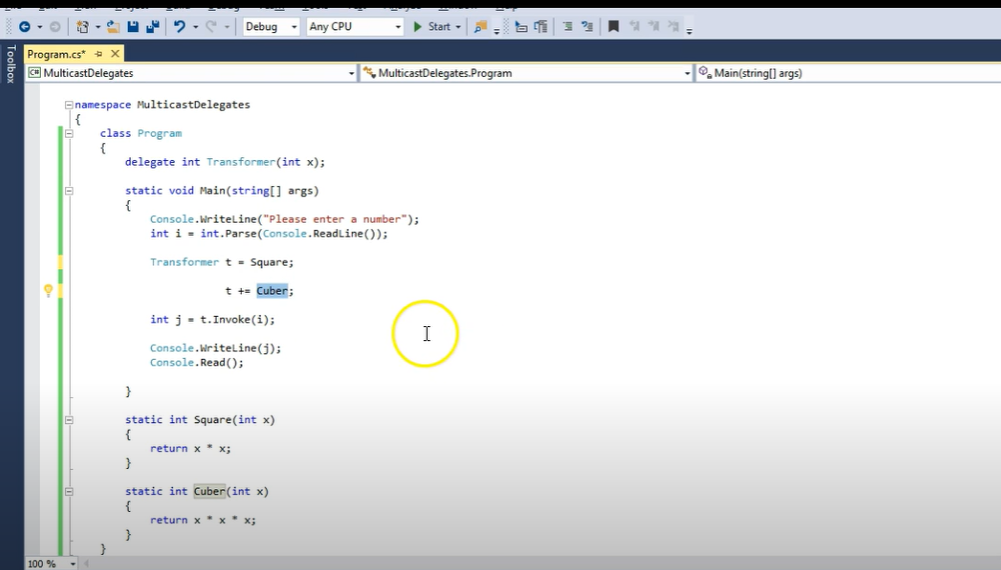 Debug Any CPU Start
Toolbox
Program.cs*
C# MulticastDelegates MulticastDelegates.Program Main(string[] args)
namespace MulticastDelegates
{
class Program
{
delegate int Transformer(int x);
static void Main(string[] args)
{
Console.WriteLine("Please enter a number");
int i = int.Parse(Console.ReadLine());
Transformer t = Square;
t += Cuber;
int j = t.Invoke(i);
Console.WriteLine(j);
Console.Read();
}
static int Square(int x)
{
return x * x;
}
static int Cuber(int x)
{
return x * x * x;
}
}
100 %